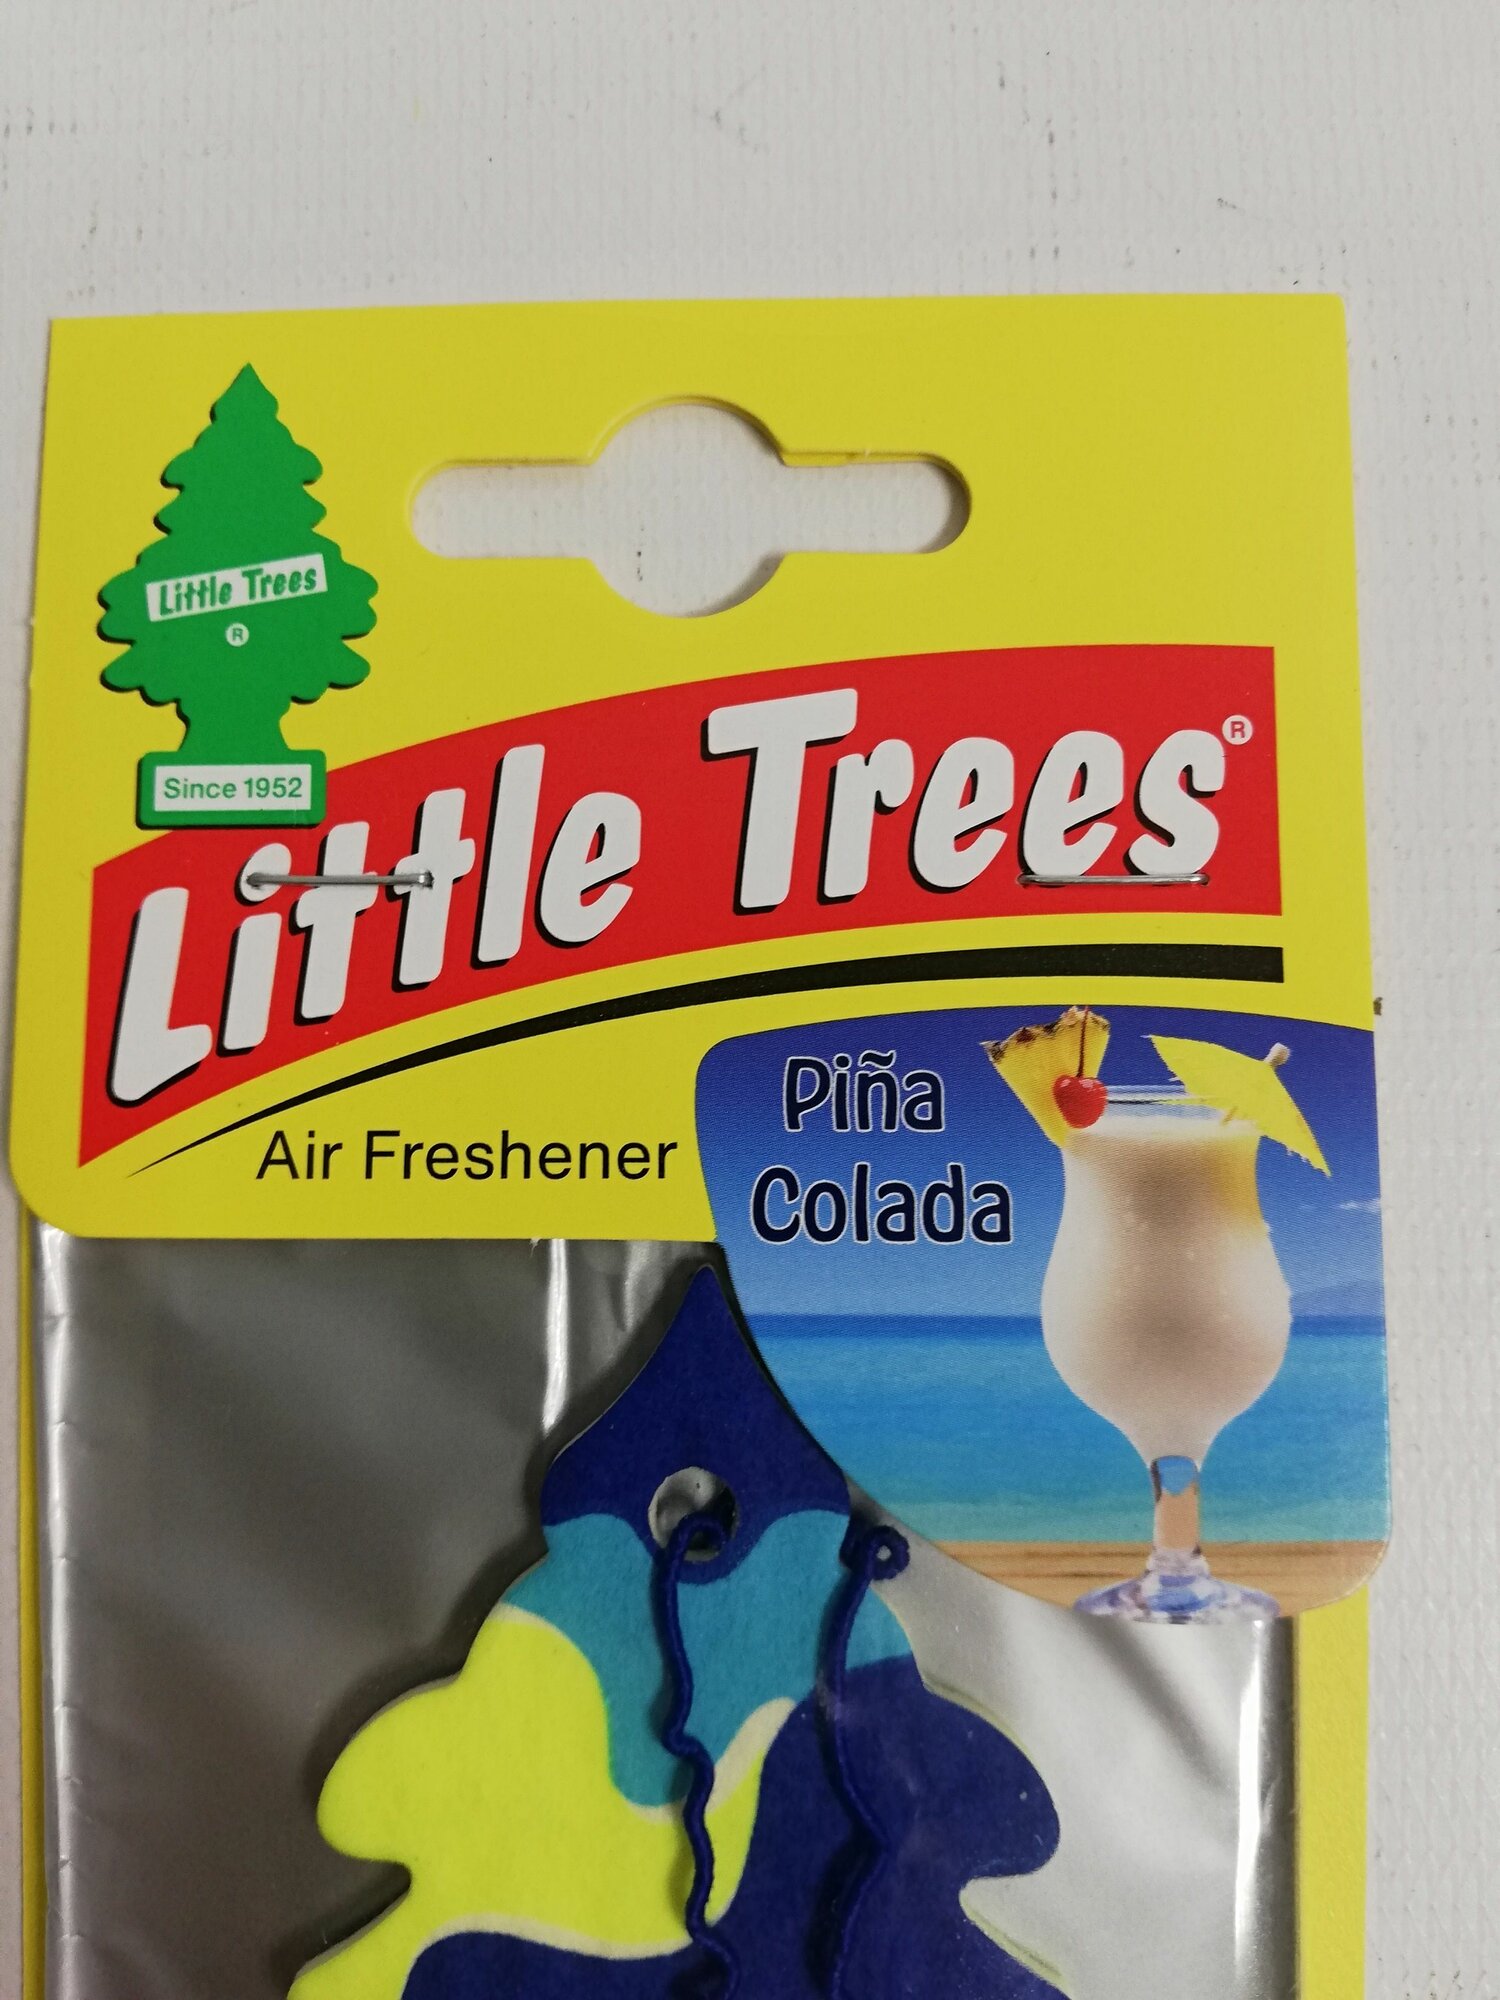 Little Trees
®
Since 1952
Little Trees®
Air Freshener
Piña
Colada